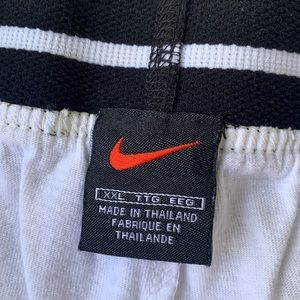 XXL TTG EEG
MADE IN THAILAND
FABRIQUE EN
THAILANDE